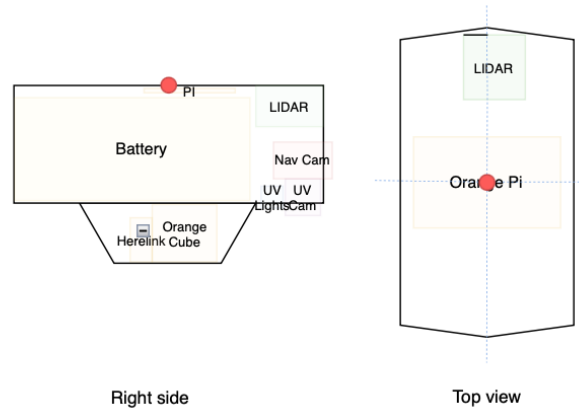 PI
LIDAR
Battery
Nav Cam
UV
UV
Lights
Cam
Orange
Cube
Herelink
Right side
LIDAR
Orange Pi
Top view